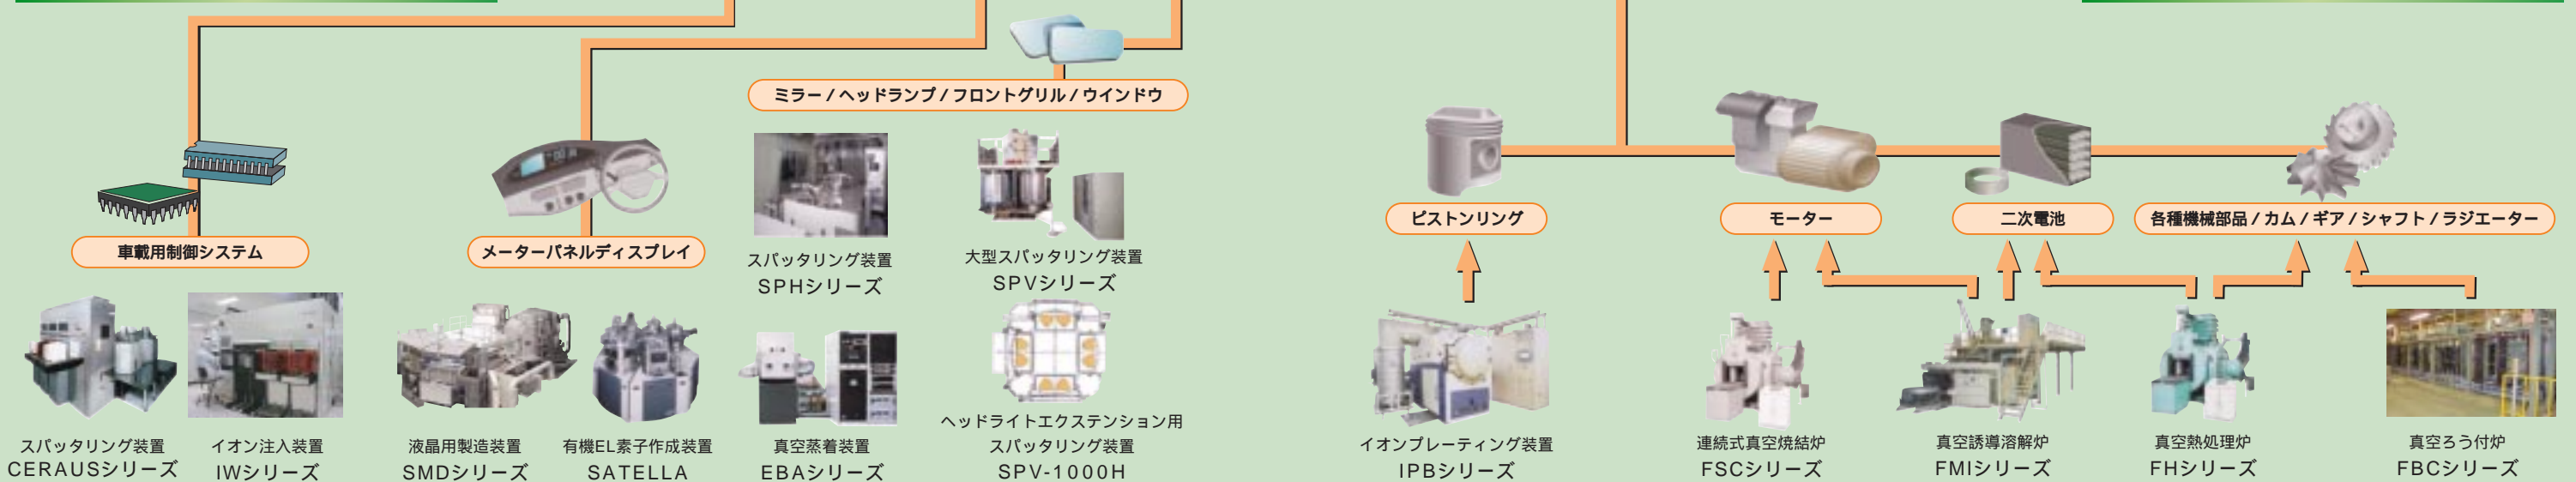 ミラー / ヘッドランプ / フロントグリル / ウインドウ
車載用制御システム
メーターパネルディスプレイ
ピストンリング
モーター
二次電池
各種機械部品 / カム / ギア / シャフト / ラジエーター
スパッタリング装置
SPHシリーズ
大型スパッタリング装置
SPVシリーズ
スパッタリング装置
CERAUSシリーズ
イオン注入装置
IWシリーズ
液晶用製造装置
SMDシリーズ
有機EL素子作成装置
SATELLA
真空蒸着装置
EBAシリーズ
ヘッドライトエクステンション用
スパッタリング装置
SPV-1000H
イオンプレーティング装置
IPBシリーズ
連続式真空焼結炉
FSCシリーズ
真空誘導溶解炉
FMIシリーズ
真空熱処理炉
FHシリーズ
真空ろう付炉
FBCシリーズ